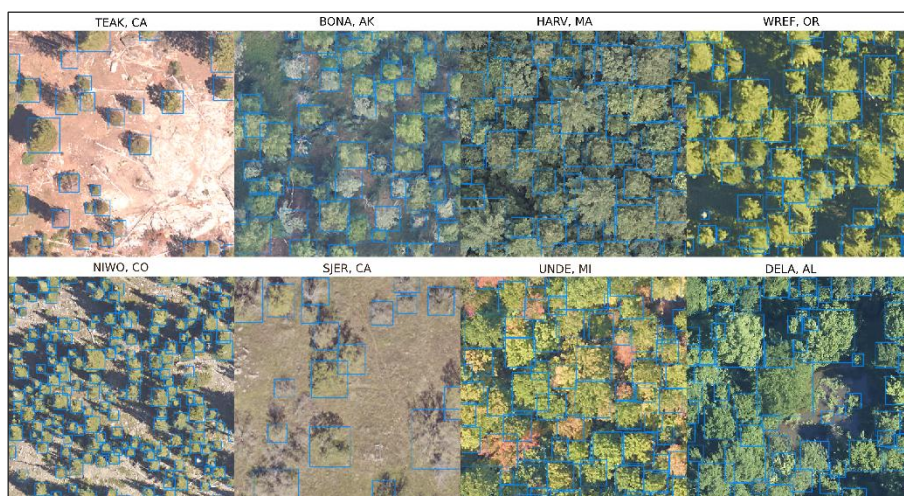 TEAK, CA
BONA, AK
HARV, MA
WREF, OR
NIWO, CO
SJER, CA
UNDE, MI
DELA, AL